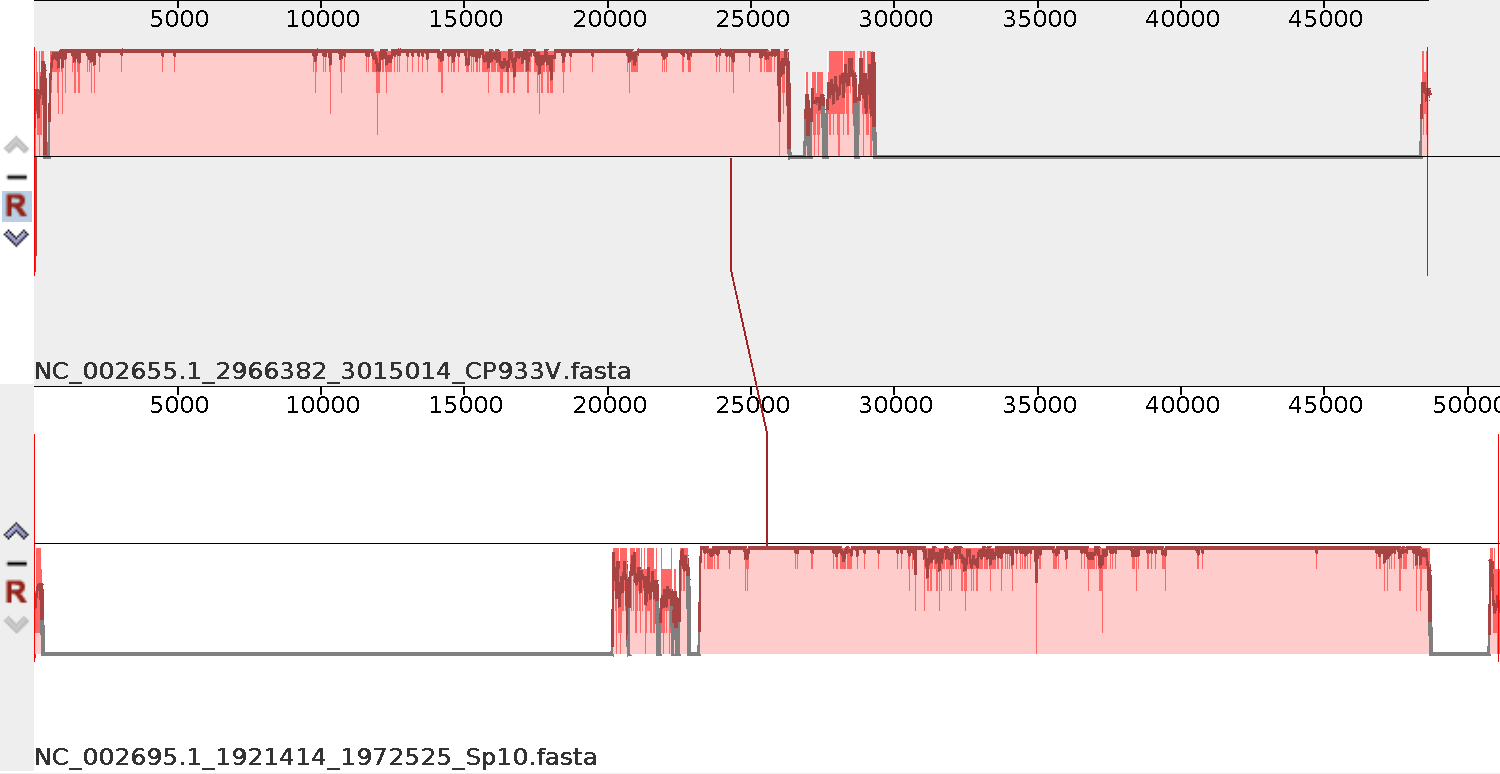 5000 10000 15000 20000 25000 30000 35000 40000 45000
R
NC_002655.1_2966382_3015014_CP933V.fasta
5000 10000 15000 20000 25000 30000 35000 40000 45000 50000
R
NC_002695.1_1921414_1972525_Sp10.fasta